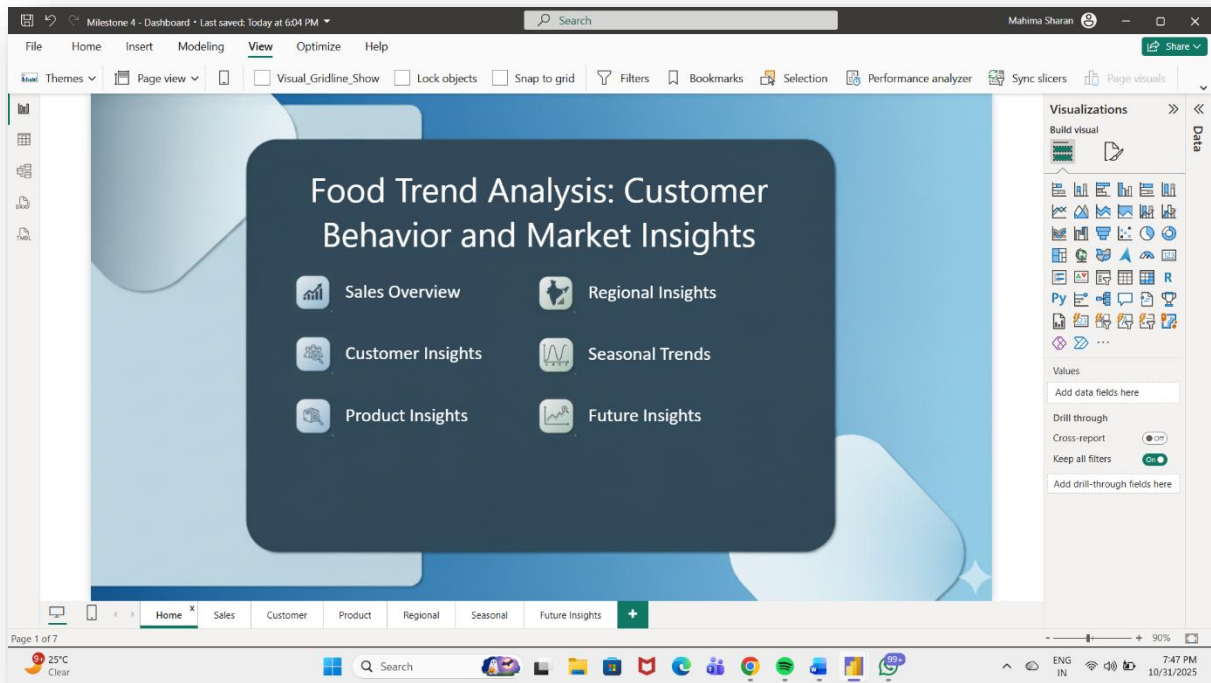 Milestone 4 - Dashboard • Last saved: Today at 6:04 PM
Search
Mahima Sharan
File Home Insert Modeling View Optimize Help
Share
Themes Page view Visual_Gridline_Show Lock objects Snap to grid Filters Bookmarks Selection Performance analyzer Sync slicers Page visuals
Visualizations
Data
Build visual
Food Trend Analysis: Customer
Behavior and Market Insights
Sales Overview Regional Insights
Customer Insights Seasonal Trends
Product Insights Future Insights
123
R
Py
Values
Add data fields here
Drill through
Cross-report Off
Keep all filters On
Add drill-through fields here
Home x Sales Customer Product Regional Seasonal Future Insights +
Page 1 of 7
- + 90%
9+
25°C
Clear
Search
99+
ENG
IN
7:47 PM
10/31/2025